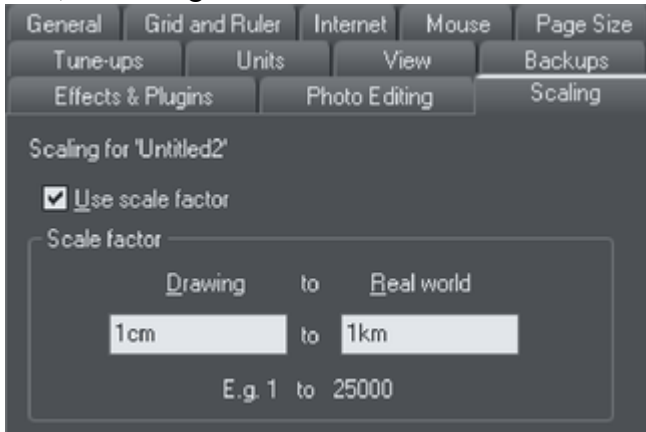 General Grid and Ruler Internet Mouse Page Size
Tune-ups Units View Backups
Effects & Plugins Photo Editing Scaling
Scaling for 'Untitled2'
Use scale factor
Scale factor
Drawing to Real world
1cm to 1km
E.g. 1 to 25000